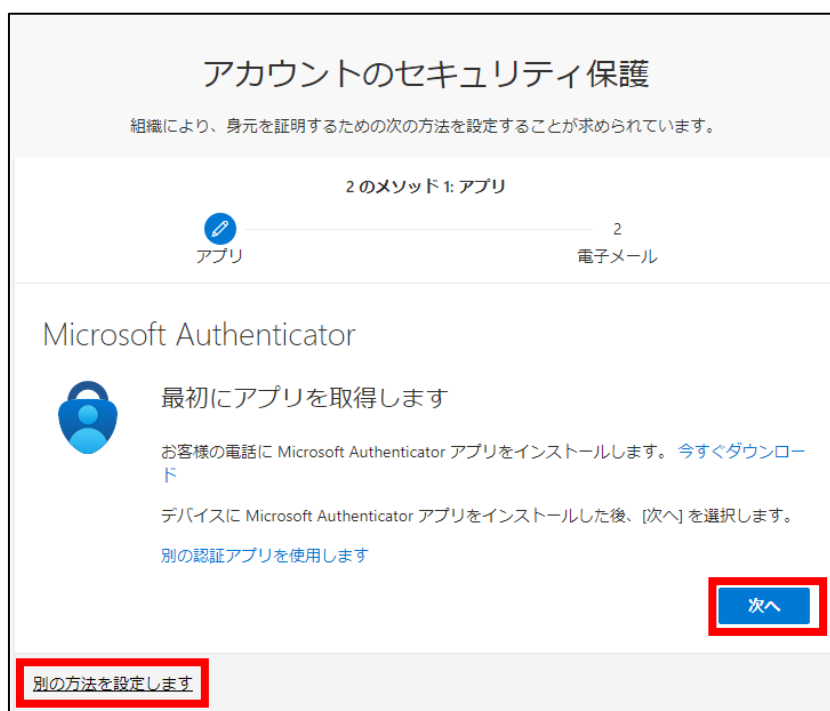 アカウントのセキュリティ保護
組織により、身元を証明するための次の方法を設定することが求められています。
2 のメソッド 1: アプリ
アプリ
2
電子メール
Microsoft Authenticator
最初にアプリを取得します
お客様の電話に Microsoft Authenticator アプリをインストールします。 今すぐダウンロー
ド
デバイスに Microsoft Authenticator アプリをインストールした後、[次へ] を選択します。
別の認証アプリを使用します
次へ
別の方法を設定します